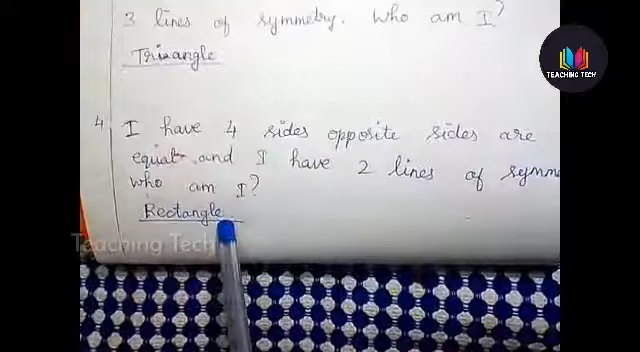 3 lines of symmetry. Who am I?
Triangle
TEACHING TECH
4 I have 4 sides opposite sides are
equal and I have 2 lines of symme
who am I?
Rectangle.
Teaching Tech